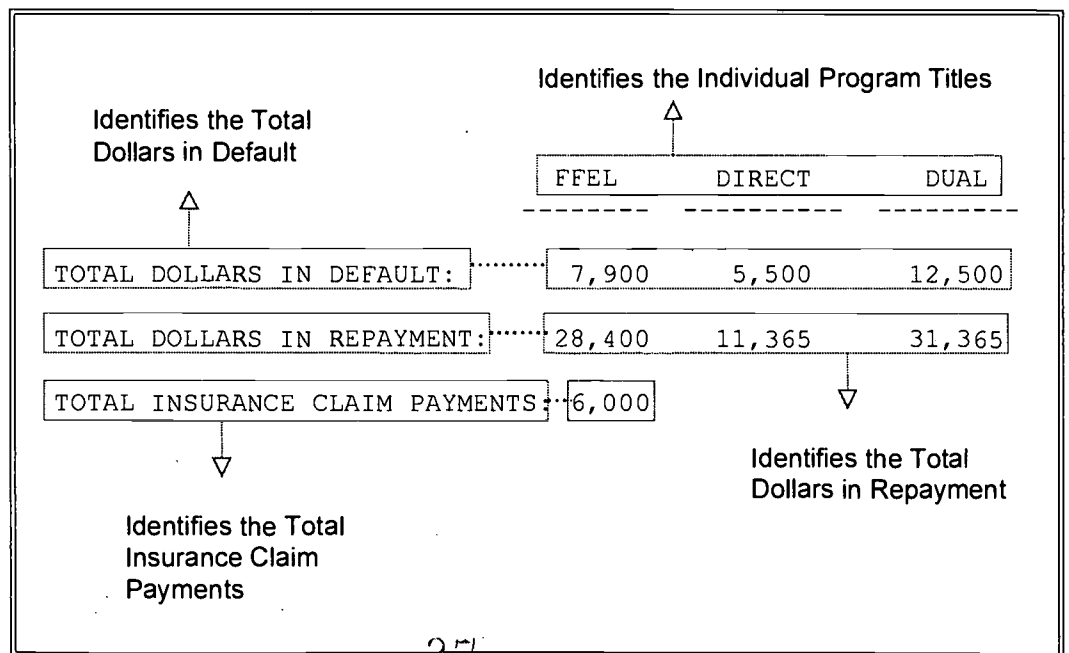 Identifies the Individual Program Titles
Identifies the Total
Dollars in Default
FFEL DIRECT DUAL
TOTAL DOLLARS IN DEFAULT: 7,900 5,500 12,500
TOTAL DOLLARS IN REPAYMENT: 28,400 11,365 31,365
TOTAL INSURANCE CLAIM PAYMENTS: 6,000
Identifies the Total
Dollars in Repayment
Identifies the Total
Insurance Claim
Payments